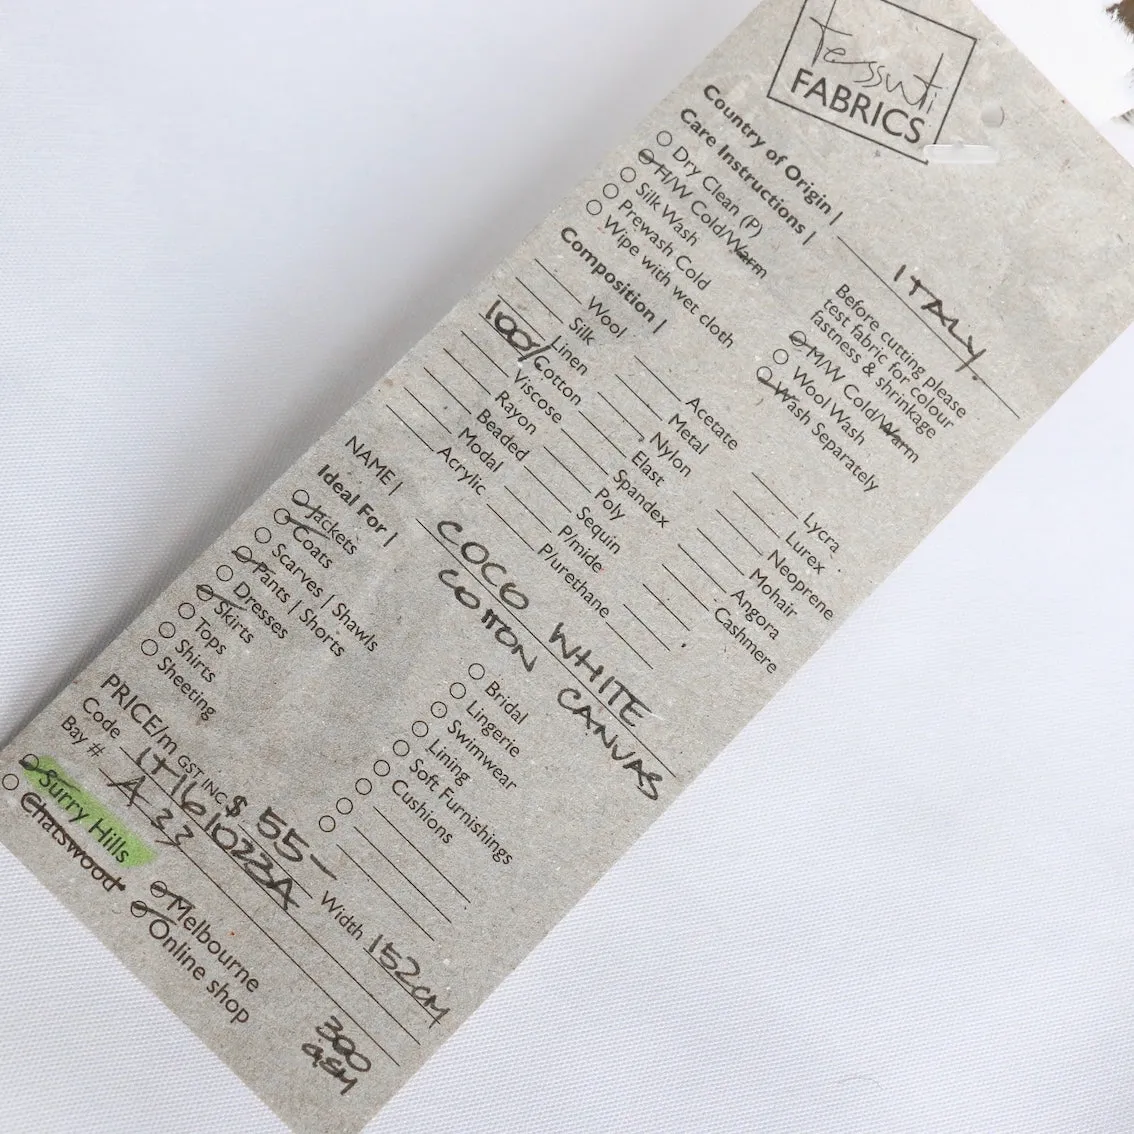 tessuti
FABRICS
Country of Origin | ITALY.
Care Instructions |
Before cutting please
test fabric for colour
fastness & shrinkage
Dry Clean (P)
H/W Cold/Warm
Silk Wash
Prewash Cold
Wipe with wet cloth
M/W Cold/Warm
Wool Wash
Wash Separately
Composition |
Wool
Silk
Linen
100% Cotton
Viscose
Rayon
Beaded
Modal
Acrylic
Acetate
Metal
Nylon
Elast
Spandex
Poly
Sequin
P/mide
P/urethane
Lycra
Lurex
Neoprene
Mohair
Angora
Cashmere
NAME | COCO WHITE
COTTON CANVAS
Ideal For |
Jackets
Coats
Scarves | Shawls
Pants | Shorts
Dresses
Skirts
Tops
Shirts
Sheeting
Bridal
Lingerie
Swimwear
Lining
Soft Furnishings
Cushions
PRICE/m GST INC $ 55- Width 152CM
Code IT161023A
Bay # A 33
Surry Hills
Chatswood
Melbourne
Online shop
300
GSM